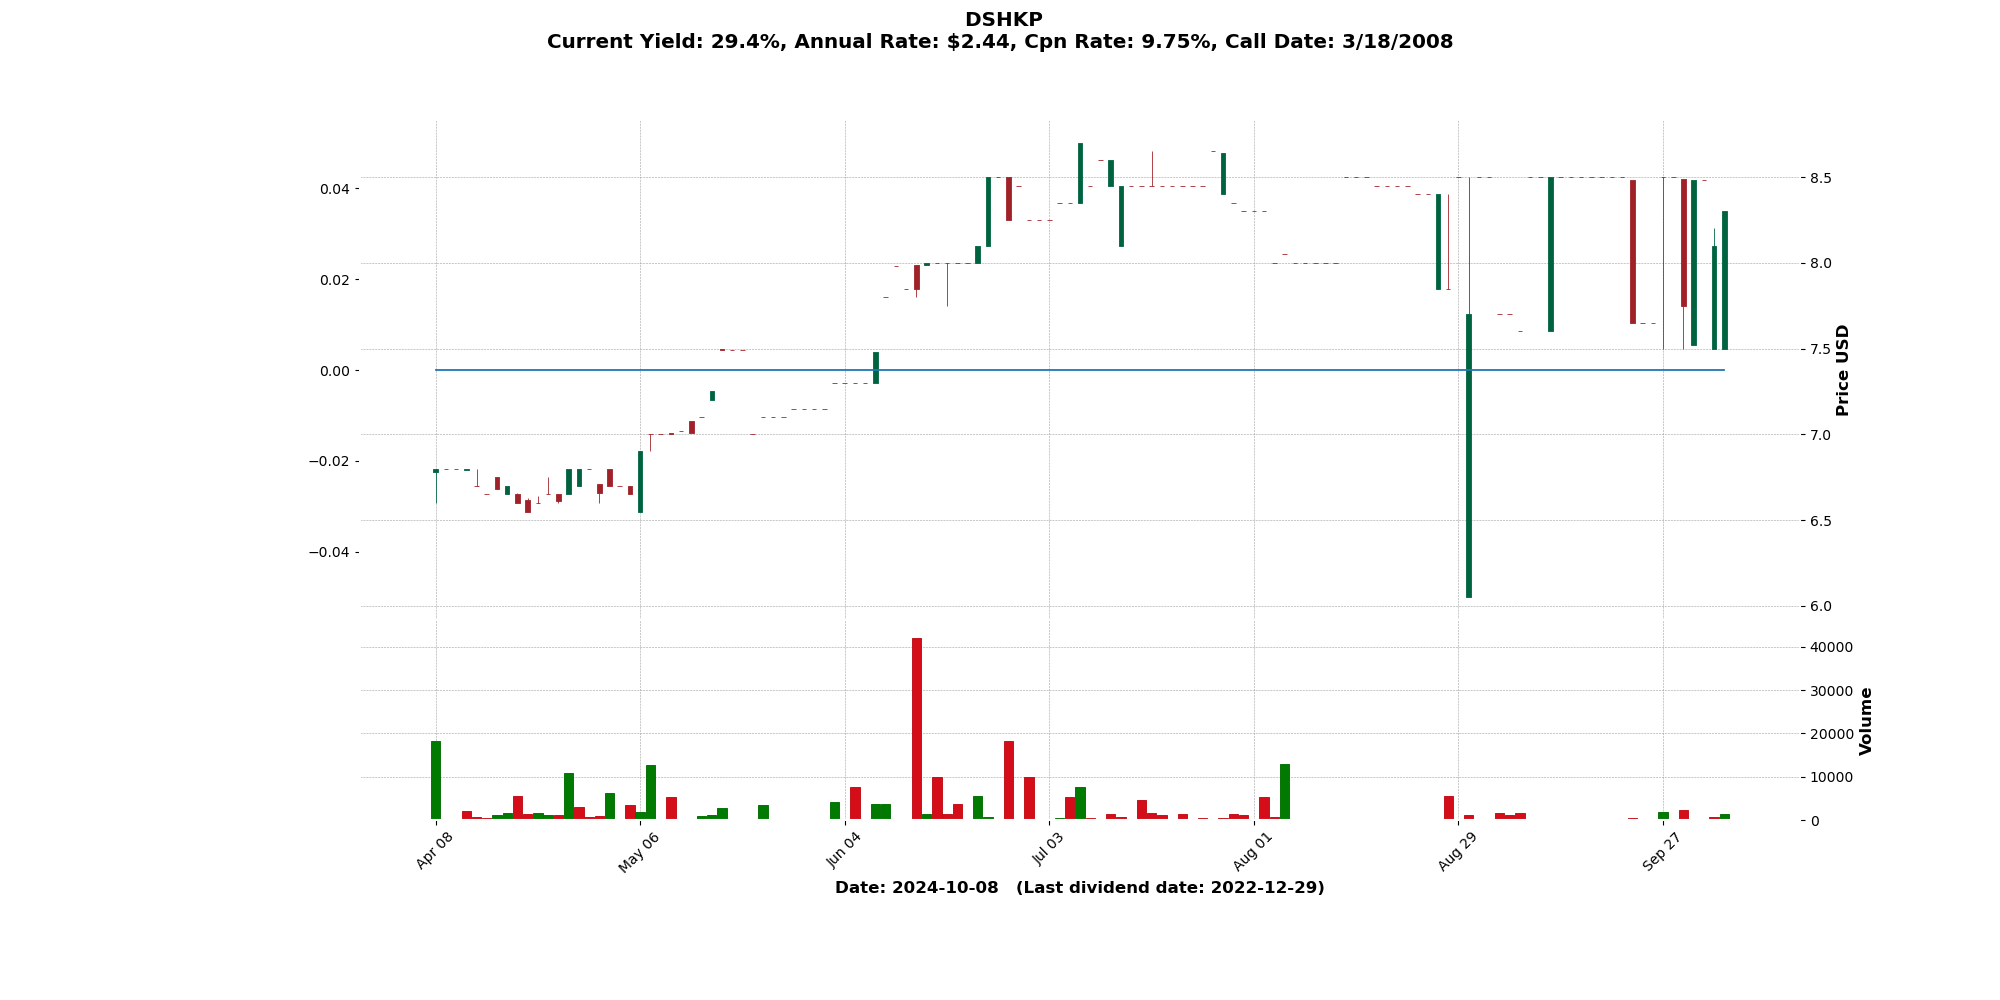 DSHKP
Current Yield: 29.4%, Annual Rate: $2.44, Cpn Rate: 9.75%, Call Date: 3/18/2008
0.04
0.02
0.00
−0.02
−0.04
8.5
8.0
7.5
7.0
6.5
6.0
Price USD
40000
30000
20000
10000
0
Volume
Apr 08
May 06
Jun 04
Jul 03
Aug 01
Aug 29
Sep 27
Date: 2024-10-08 (Last dividend date: 2022-12-29)